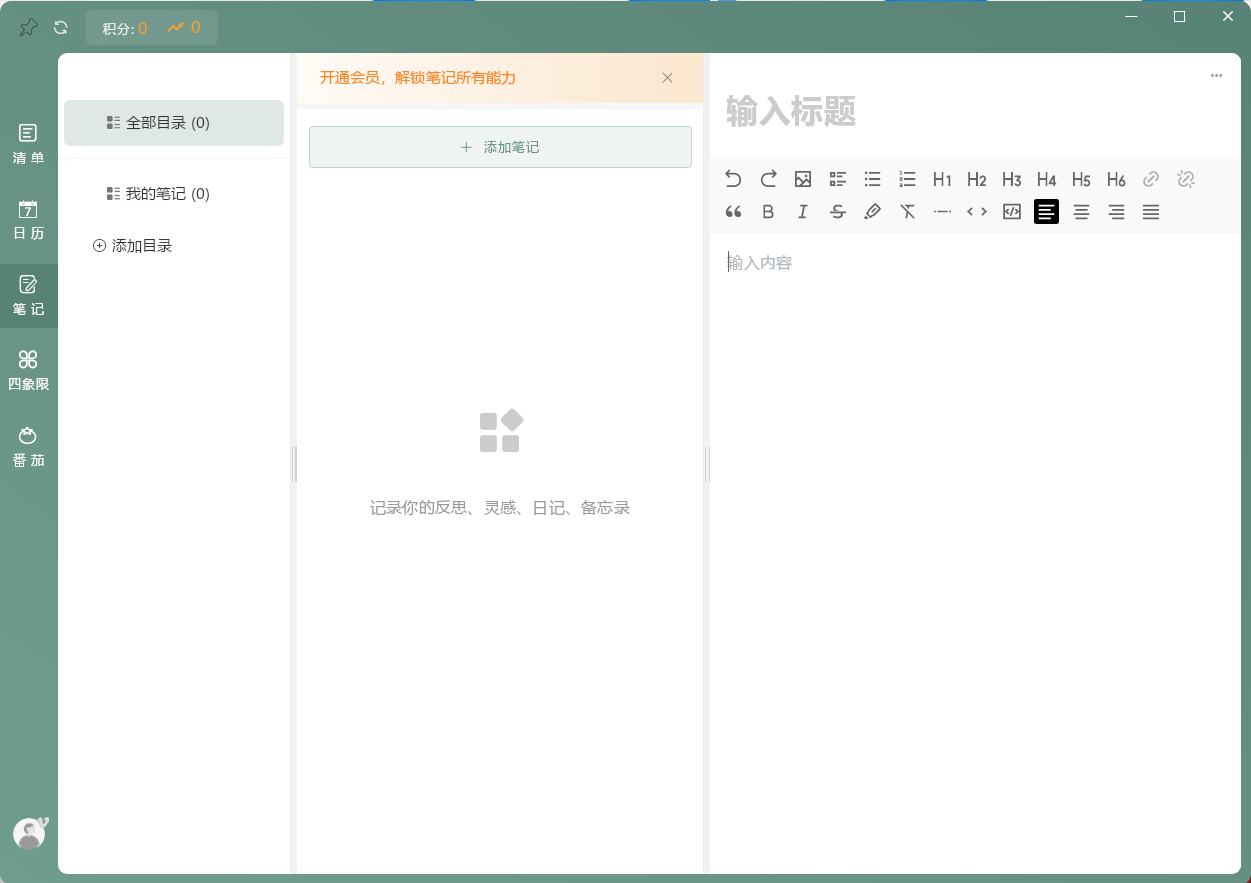 积分: 0 0
清 单
7
日 历
笔 记
四象限
番 茄
全部目录 (0)
我的笔记 (0)
添加目录
开通会员，解锁笔记所有能力
添加笔记
记录你的反思、灵感、日记、备忘录
输入标题
H1 H2 H3 H4 H5 H6
B I S
输入内容